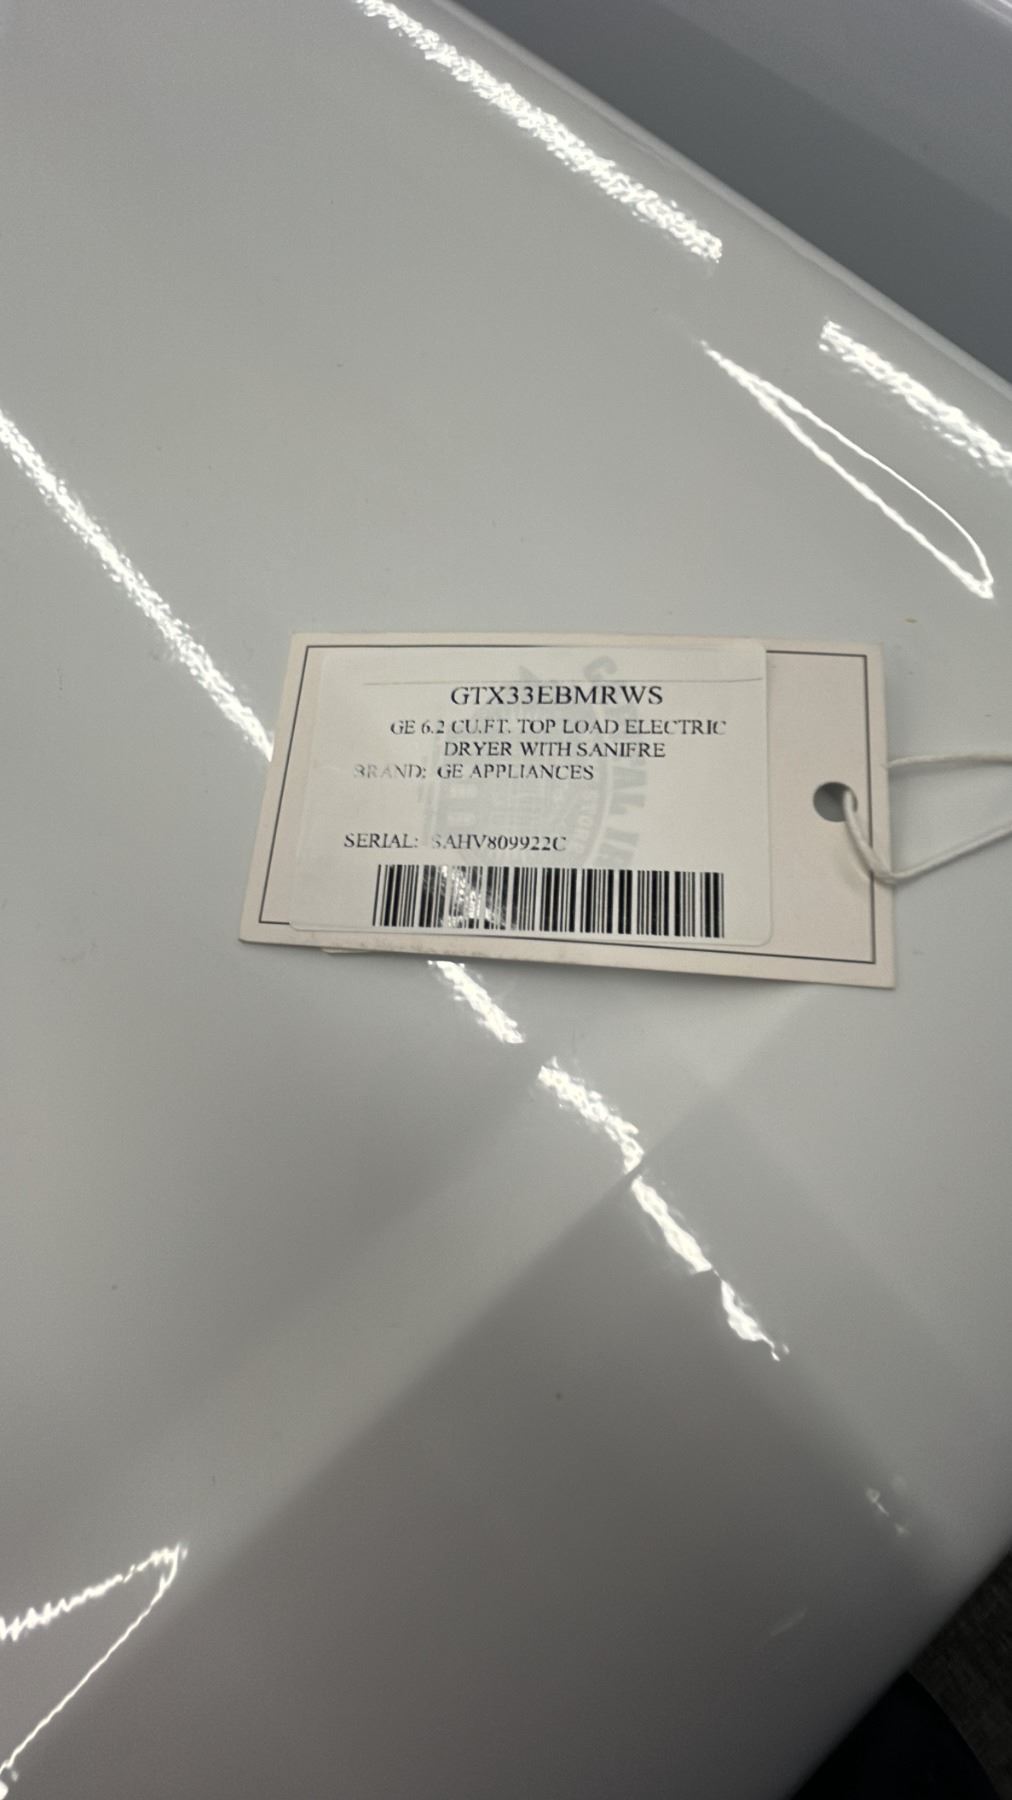 GTX33EBMRWS
GE 6.2 CU.FT. TOP LOAD ELECTRIC
DRYER WITH SANIFRE
BRAND: GE APPLIANCES
SERIAL: SAHV809922C